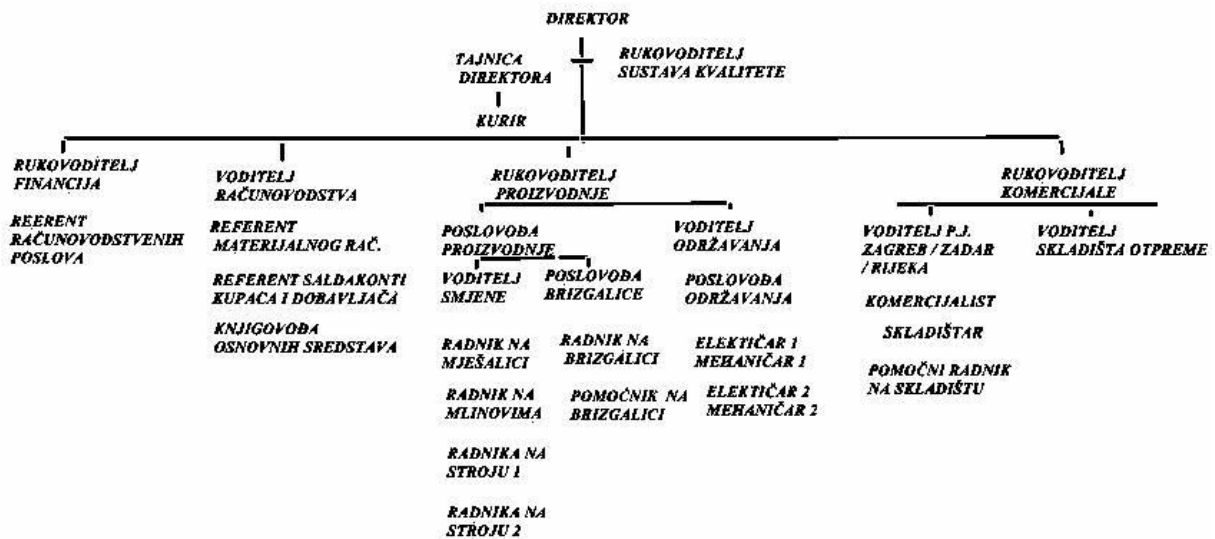 DIREKTOR
TAJNICA
DIREKTORA
RUKOVODITELJ
SUSTAVA KVALITETE
KURIR
RUKOVODITELJ
FINANCIJA
REERENT
RAČUNOVODSTVENIH
POSLOVA
VODITELJ
RAČUNOVODSTVA
REFERENT
MATERIJALNOG RAČ.
REFERENT SALDAKONTI
KUPACA I DOBAVLJAČA
KNJIGOVOĐA
OSNOVNIH SREDSTAVA
RUKOVODITELJ
PROIZVODNJE
POSLOVOĐA
PROIZVODNJE
VODITELJ
SMJENE
RADNIK NA
MJEŠALICI
RADNIK NA
MLINOVIMA
RADNIKA NA
STROJU 1
RADNIK NA
STROJU 2
POSLOVOĐA
BRIZGALICE
RADNIK NA
BRIZGALICI
POMOĆNIK NA
BRIZGALICI
VODITELJ
ODRŽAVANJA
POSLOVOĐA
ODRŽAVANJA
ELEKTIČAR 1
MEHANIČAR 1
ELEKTIČAR 2
MEHANIČAR 2
RUKOVODITELJ
KOMERCIJALE
VODITELJ P.J.
ZAGREB / ZADAR
/ RIJEKA
KOMERCIJALIST
SKLADIŠTAR
POMOČNI RADNIK
NA SKLADIŠTU
VODITELJ
SKLADIŠTA OTPREME